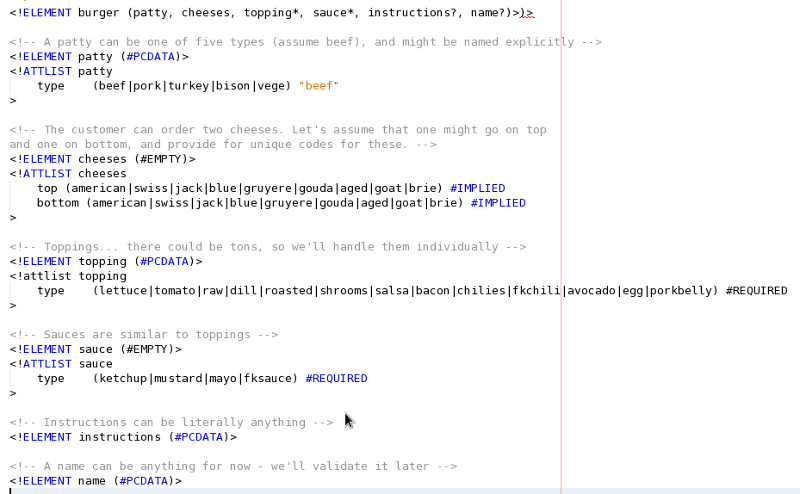 <!ELEMENT burger (patty, cheeses, topping*, sauce*, instructions?, name?)>)>
<!-- A patty can be one of five types (assume beef), and might be named explicitly -->
<!ELEMENT patty (#PCDATA)>
<!ATTLIST patty
type    (beef|pork|turkey|bison|vege) "beef"
>
<!-- The customer can order two cheeses. Let's assume that one might go on top
and one on bottom, and provide for unique codes for these. -->
<!ELEMENT cheeses (#EMPTY)>
<!ATTLIST cheeses
top (american|swiss|jack|blue|gruyere|gouda|aged|goat|brie) #IMPLIED
bottom (american|swiss|jack|blue|gruyere|gouda|aged|goat|brie) #IMPLIED
>
<!-- Toppings... there could be tons, so we'll handle them individually -->
<!ELEMENT topping (#PCDATA)>
<!attlist topping
type    (lettuce|tomato|raw|dill|roasted|shrooms|salsa|bacon|chilies|fkchili|avocado|egg|porkbelly) #REQUIRED
>
<!-- Sauces are similar to toppings -->
<!ELEMENT sauce (#EMPTY)>
<!ATTLIST sauce
type    (ketchup|mustard|mayo|fksauce) #REQUIRED
>
<!-- Instructions can be literally anything -->
<!ELEMENT instructions (#PCDATA)>
<!-- A name can be anything for now - we'll validate it later -->
<!ELEMENT name (#PCDATA)>